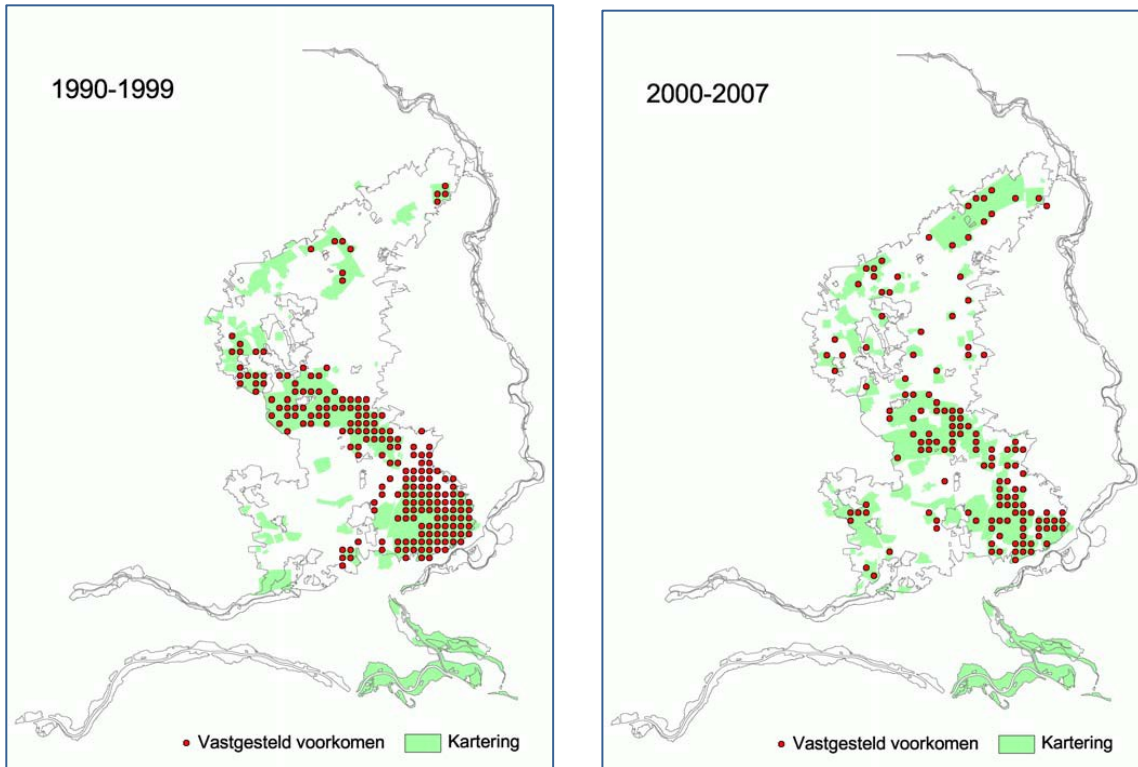 1990-1999
Vastgesteld voorkomen
Kartering
2000-2007
Vastgesteld voorkomen
Kartering